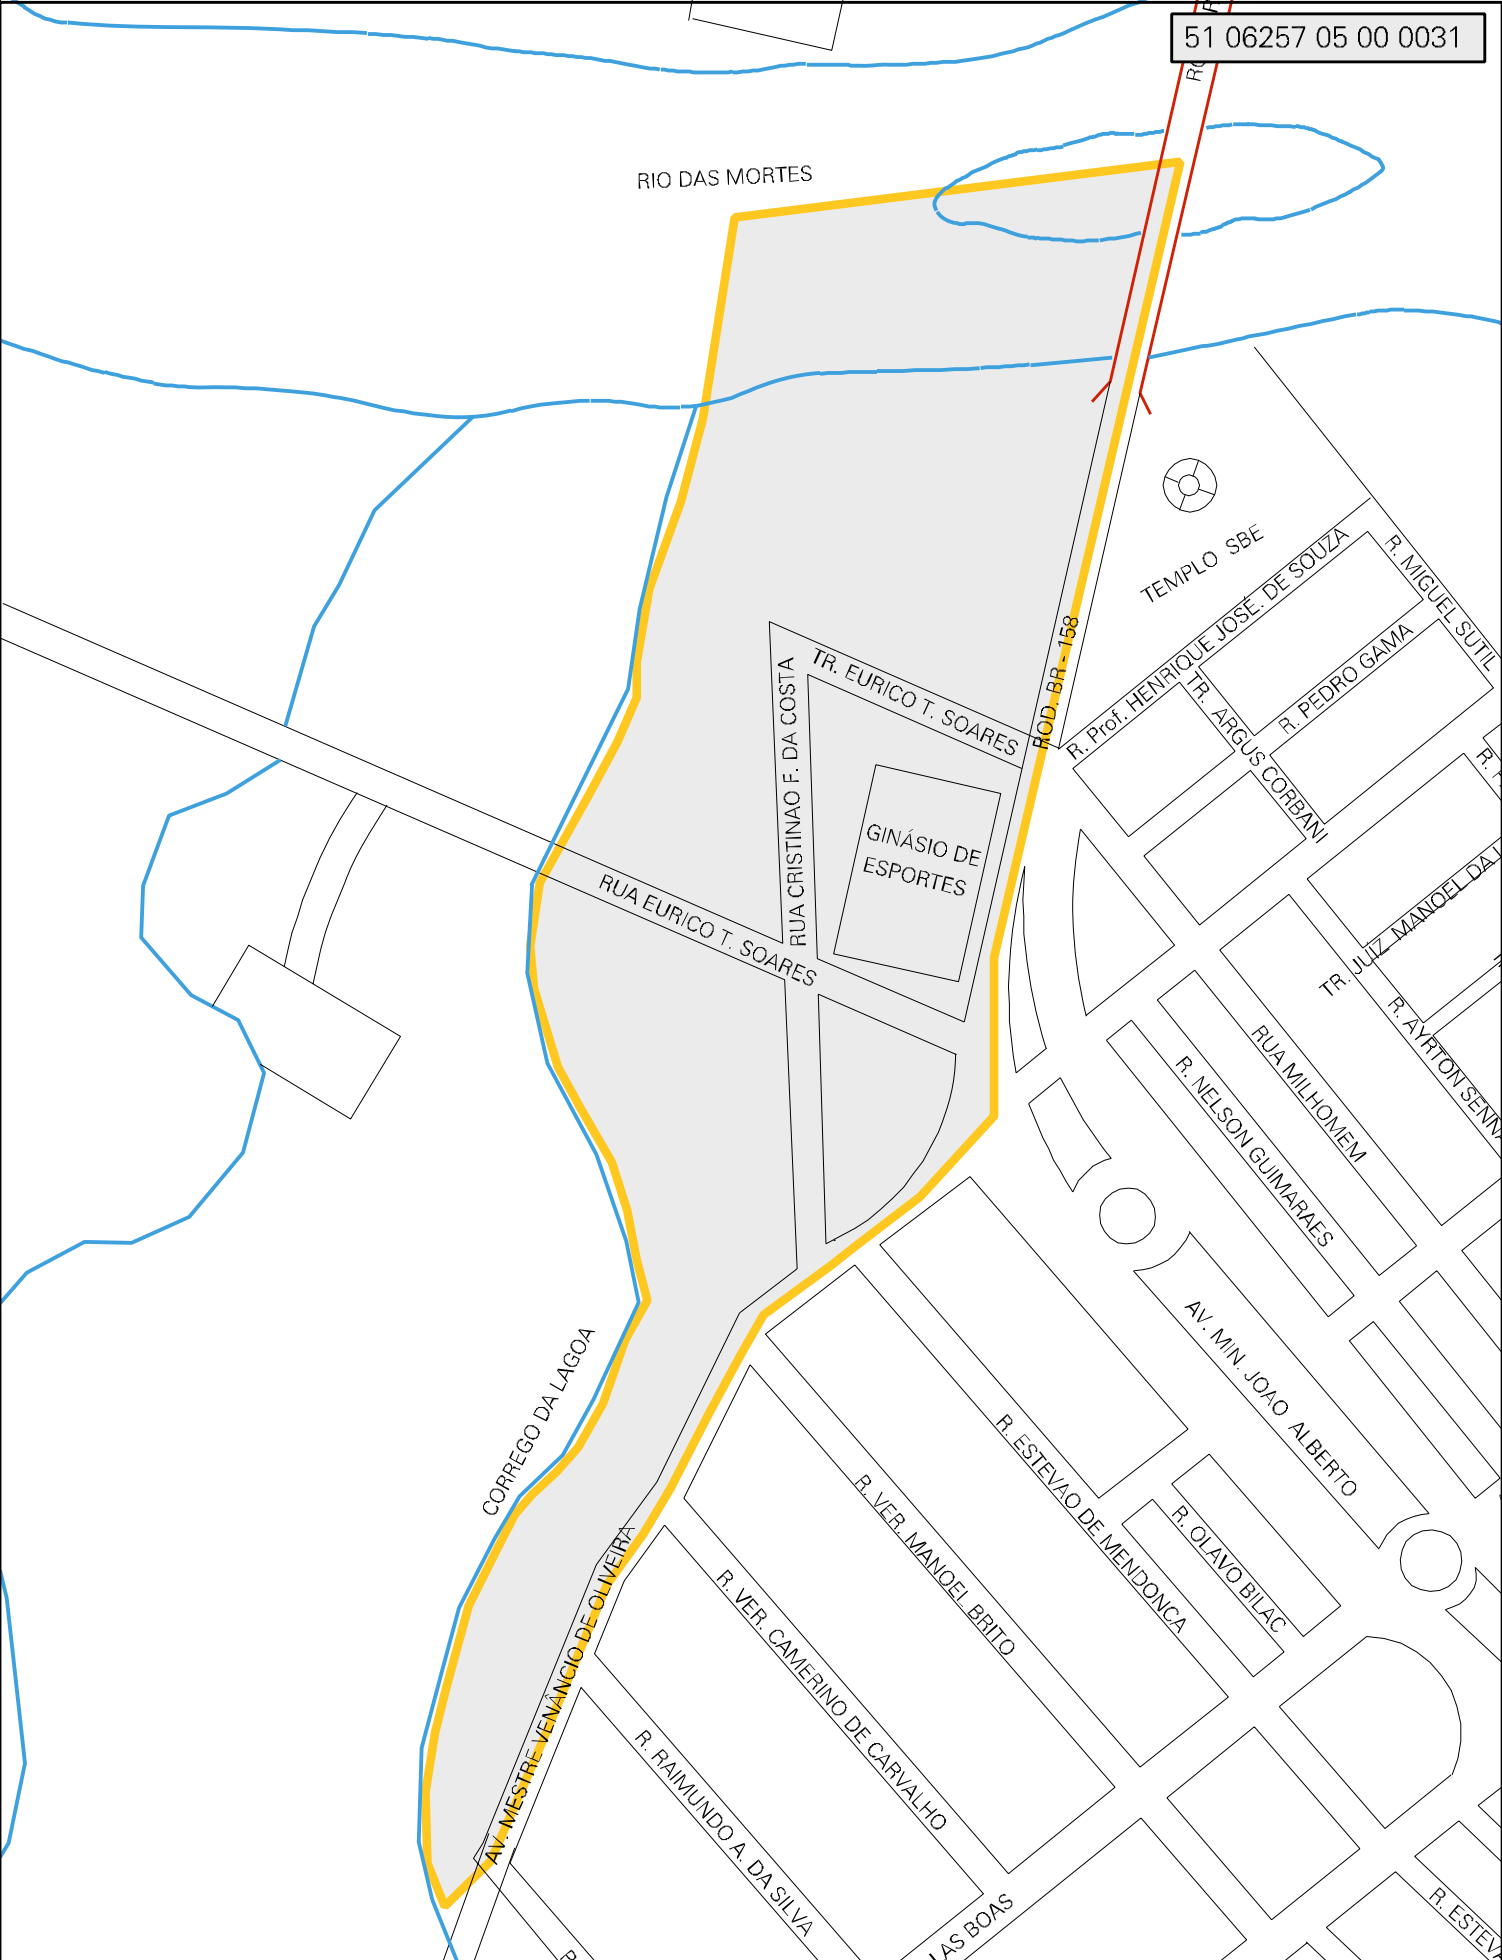 51 06257 05 00 0031
RIO DAS MORTES
TEMPLO SBE
R. Prof. HENRIQUE JOSÉ. DE SOUZA
R. MIGUEL SUTIL
R. PEDRO GAMA
TR. ARGUS CORBANI
ROD. BR - 158
TR. EURICO T. SOARES
RUA CRISTINAO F. DA COSTA
GINÁSIO DE
ESPORTES
RUA EURICO T. SOARES
TR. JUIZ MANOEL DA
R. AYRTON SENNA
RUA MILHOMEM
R. NELSON GUIMARAES
AV. MIN. JOAO ALBERTO
CORREGO DA LAGOA
R. ESTEVAO DE MENDONCA
R. OLAVO BILAC
R. VER. MANOEL BRITO
R. VER. CAMERINO DE CARVALHO
AV. MESTRE VENÂNCIO DE OLIVEIRA
R. RAIMUNDO A. DA SILVA
LAS BOAS
R. ESTEV